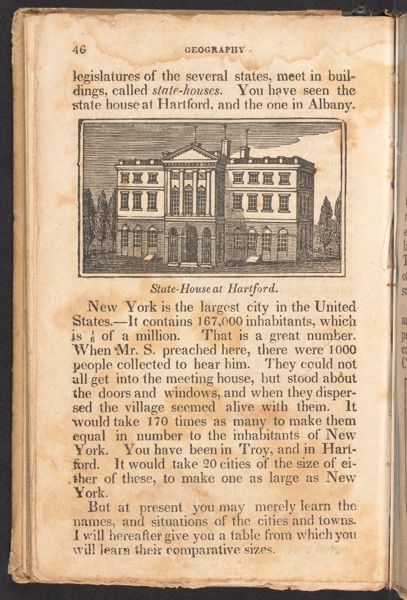 46
GEOGRAPHY
legislatures of the several states, meet in buil-
dings, called state-houses. You have seen the
state house at Hartford, and the one in Albany.
State-House at Hartford.
New York is the largest city in the United
States.—It contains 167,000 inhabitants, which
is 1/6 of a million. That is a great number.
When Mr. S. preached here, there were 1000
people collected to hear him. They could not
all get into the meeting house, but stood about
the doors and windows, and when they disper-
sed the village seemed alive with them. It
would take 170 times as many to make them
equal in number to the inhabitants of New
York. You have been in Troy, and in Hart-
ford. It would take 20 cities of the size of ei-
ther of these, to make one as large as New
York.
But at present you may merely learn the
names, and situations of the cities and towns.
I will hereafter give you a table from which you
will learn their comparative sizes.